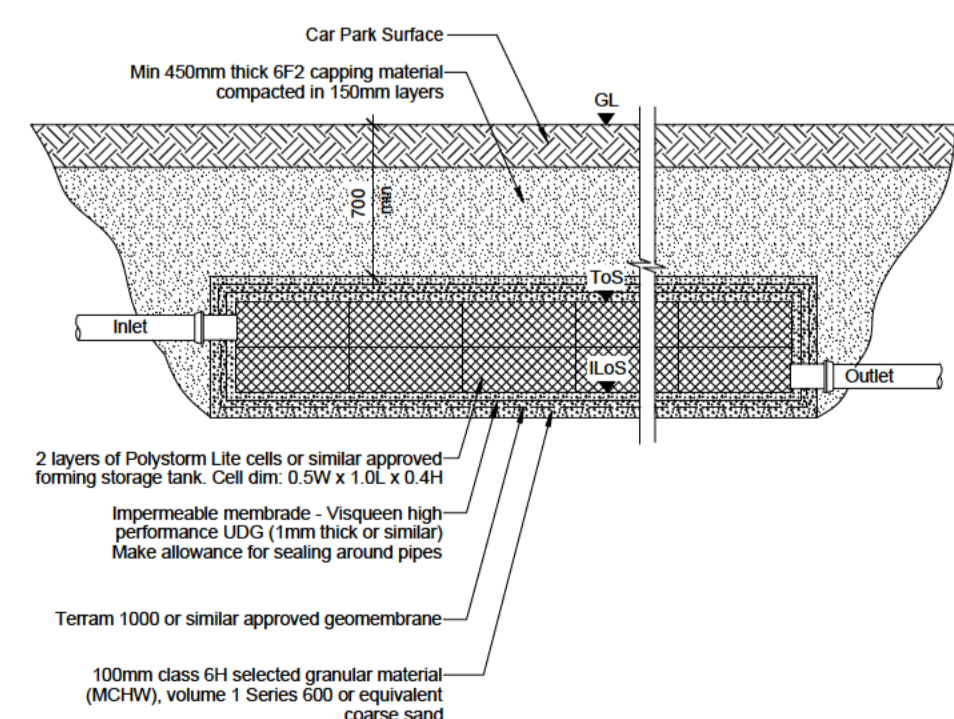 Car Park Surface
Min 450mm thick 6F2 capping material
compacted in 150mm layers
GL
700
min
ToS
Inlet
ILoS
Outlet
2 layers of Polystorm Lite cells or similar approved
forming storage tank. Cell dim: 0.5W x 1.0L x 0.4H
Impermeable membrade - Visqueen high
performance UDG (1mm thick or similar)
Make allowance for sealing around pipes
Terram 1000 or similar approved geomembrane
100mm class 6H selected granular material
(MCHW), volume 1 Series 600 or equivalent
coarse sand